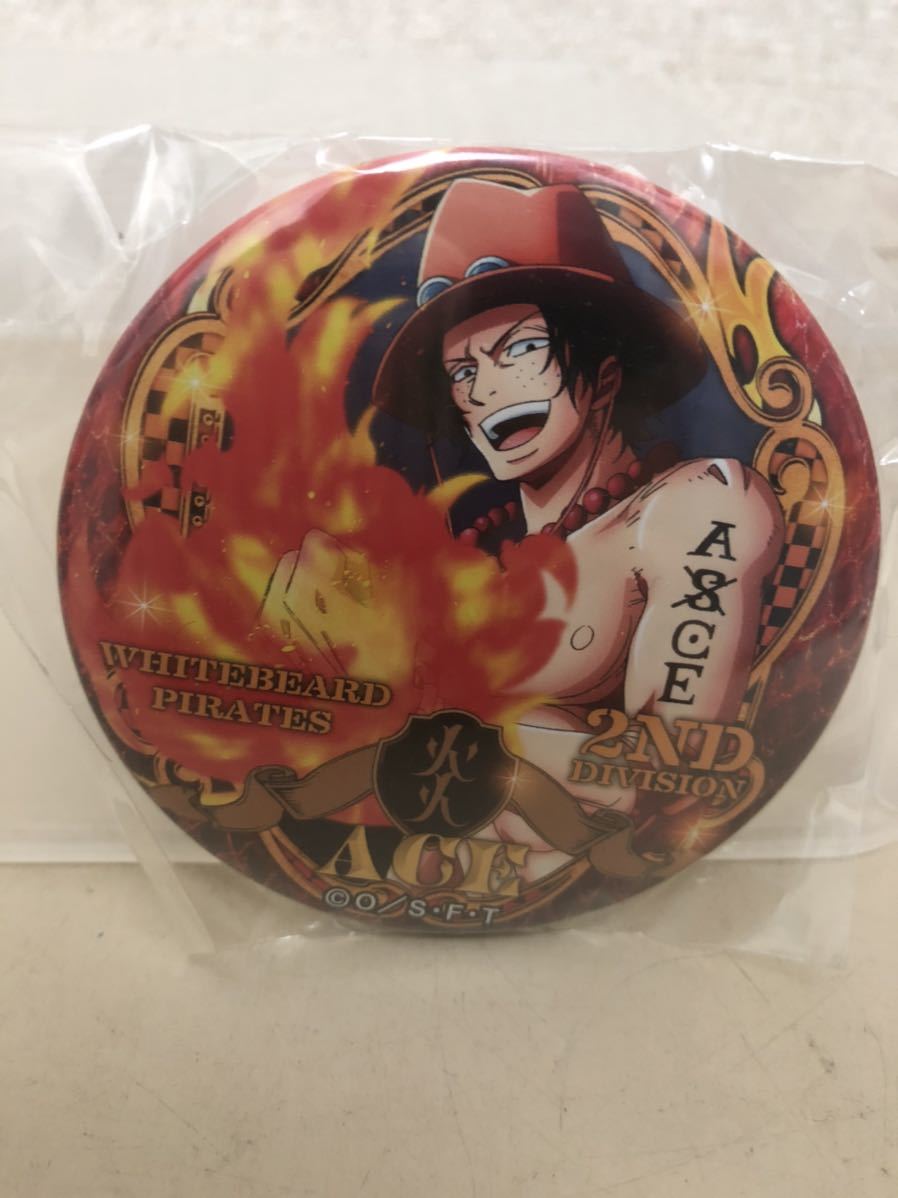 A
S
C
E
WHITEBEARD
PIRATES
2ND
DIVISION
火
ACE
©O/S・F・T